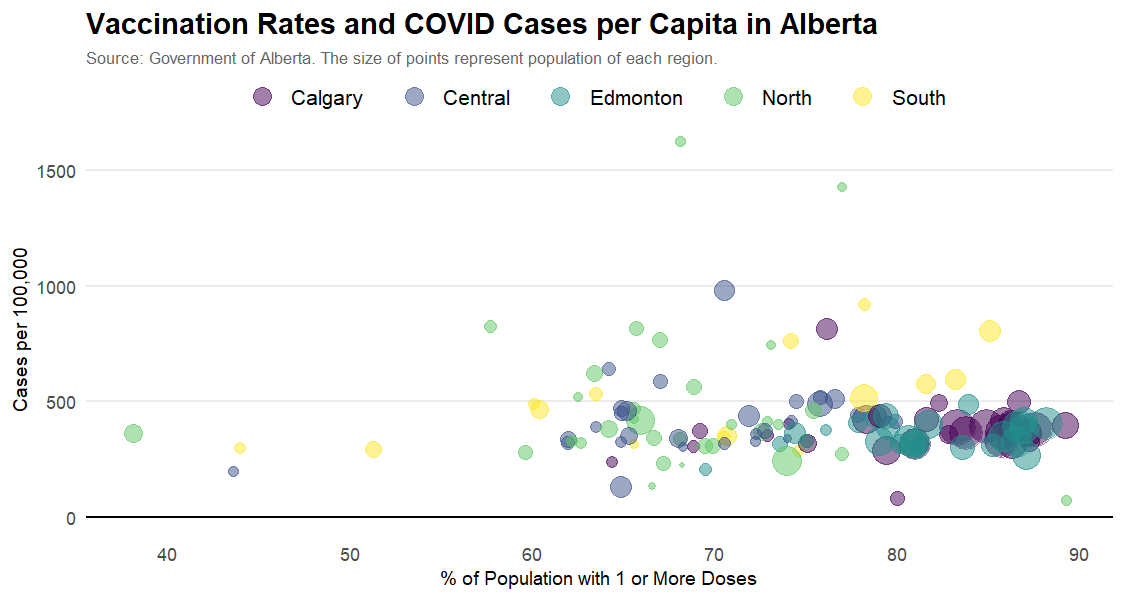 Vaccination Rates and COVID Cases per Capita in Alberta
Source: Government of Alberta. The size of points represent population of each region.
Calgary Central Edmonton North South
Cases per 100,000
1500
1000
500
0
40 50 60 70 80 90
% of Population with 1 or More Doses